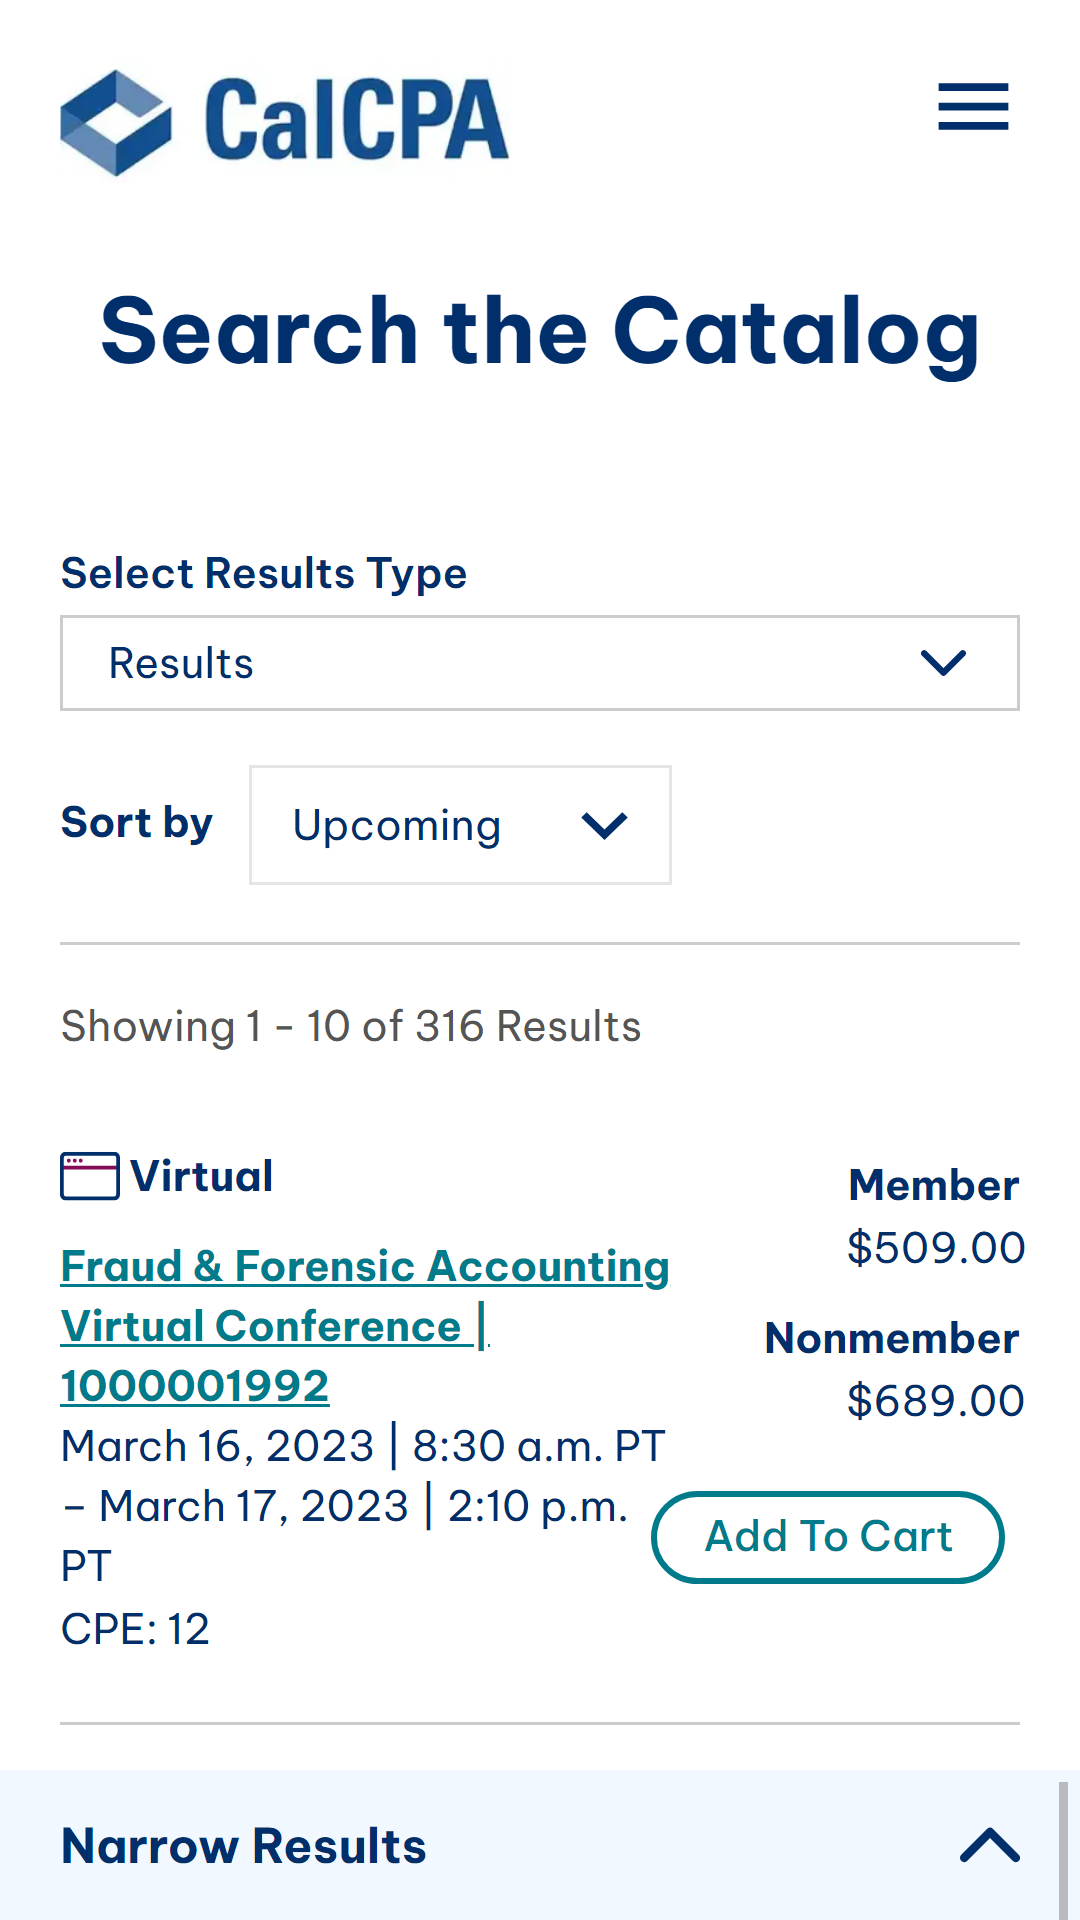 CalCPA
Search the Catalog
Select Results Type
Results
Sort by
Upcoming
Showing 1 - 10 of 316 Results
Virtual
Fraud & Forensic Accounting
Virtual Conference |
1000001992
March 16, 2023 | 8:30 a.m. PT
– March 17, 2023 | 2:10 p.m.
PT
CPE: 12
Member
$509.00
Nonmember
$689.00
Add To Cart
Narrow Results